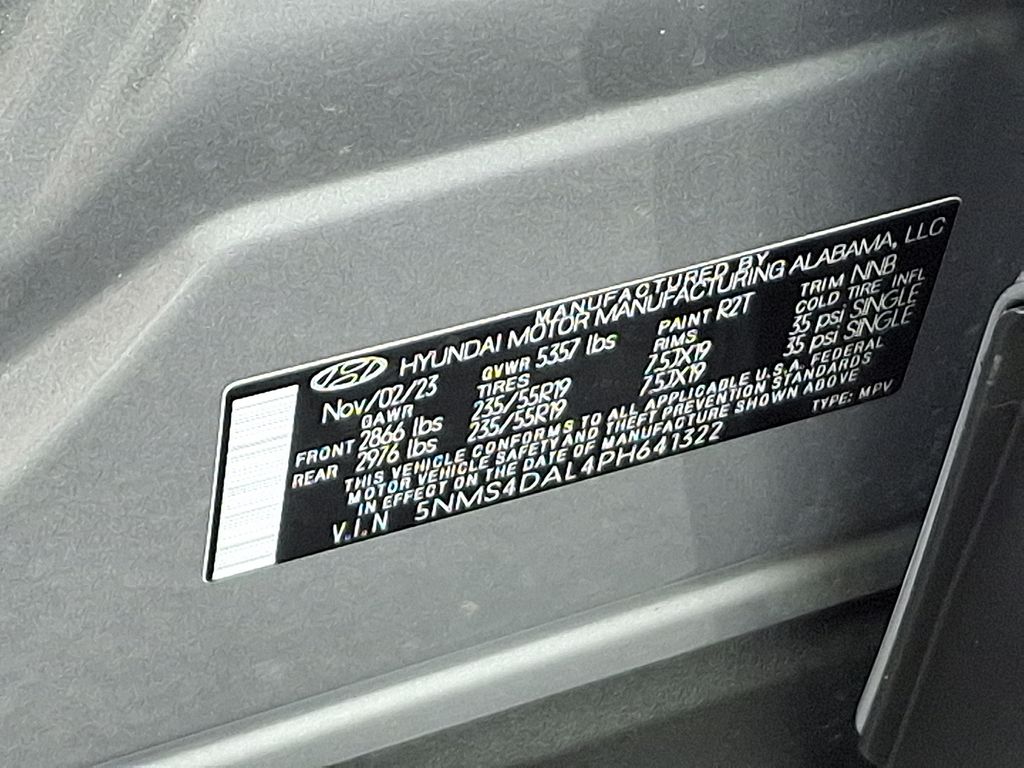 MANUFACTURED BY
HYUNDAI MOTOR MANUFACTURING ALABAMA, LLC
Nov/02/23 GVWR 5357 lbs PAINT R2T TRIM NNB
GAWR TIRES RIMS COLD TIRE INFL
FRONT 2866 lbs 235/55R19 7.5JX19 35 psi SINGLE
REAR 2976 lbs 235/55R19 7.5JX19 35 psi SINGLE
THIS VEHICLE CONFORMS TO ALL APPLICABLE U.S.A. FEDERAL
MOTOR VEHICLE SAFETY AND THEFT PREVENTION STANDARDS
IN EFFECT ON THE DATE OF MANUFACTURE SHOWN ABOVE
V.I.N 5NMS4DAL4PH641322 TYPE: MPV